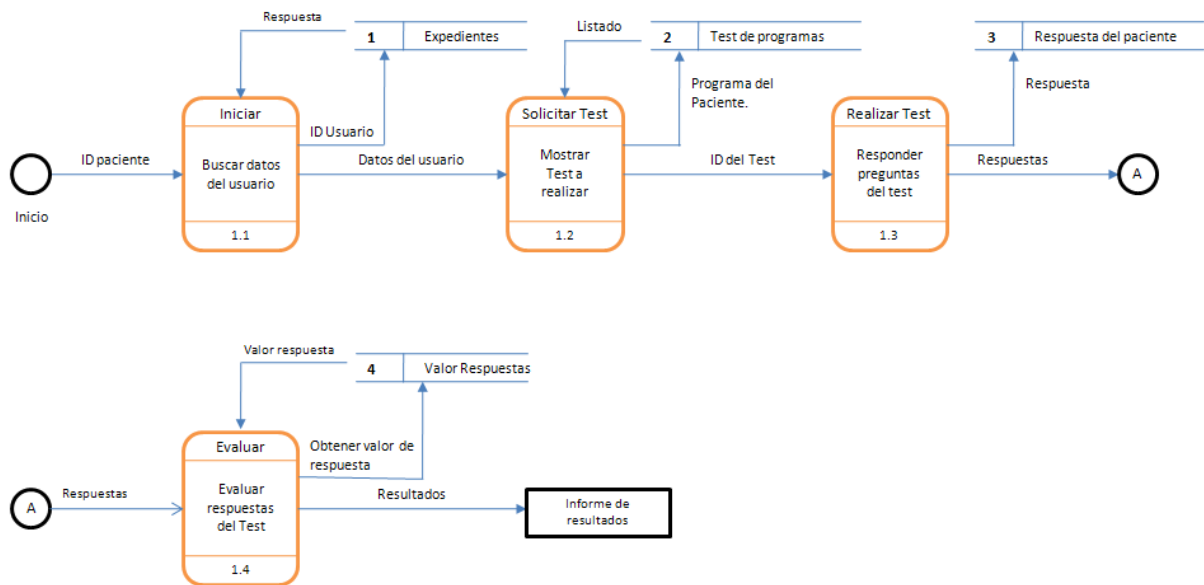 Respuesta
1 Expedientes
Listado
2 Test de programas
3 Respuesta del paciente
Programa del
Paciente.
Respuesta
Iniciar
Solicitar Test
Realizar Test
ID Usuario
ID paciente
Buscar datos
del usuario
Datos del usuario
Mostrar
Test a
realizar
ID del Test
Responder
preguntas
del test
Respuestas
A
Inicio
1.1
1.2
1.3
Valor respuesta
4 Valor Respuestas
Evaluar
Obtener valor de
respuesta
A
Respuestas
Evaluar
respuestas
del Test
Resultados
Informe de
resultados
1.4